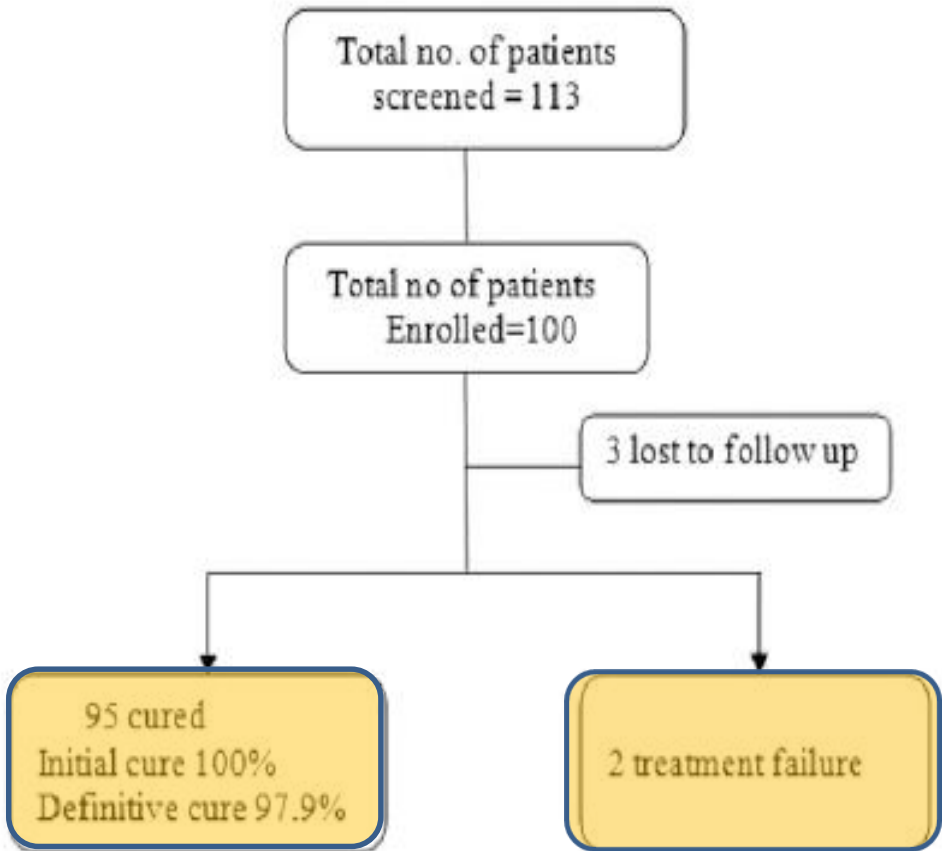 Total no. of patients
screened = 113
Total no of patients
Enrolled=100
3 lost to follow up
95 cured
Initial cure 100%
Definitive cure 97.9%
2 treatment failure